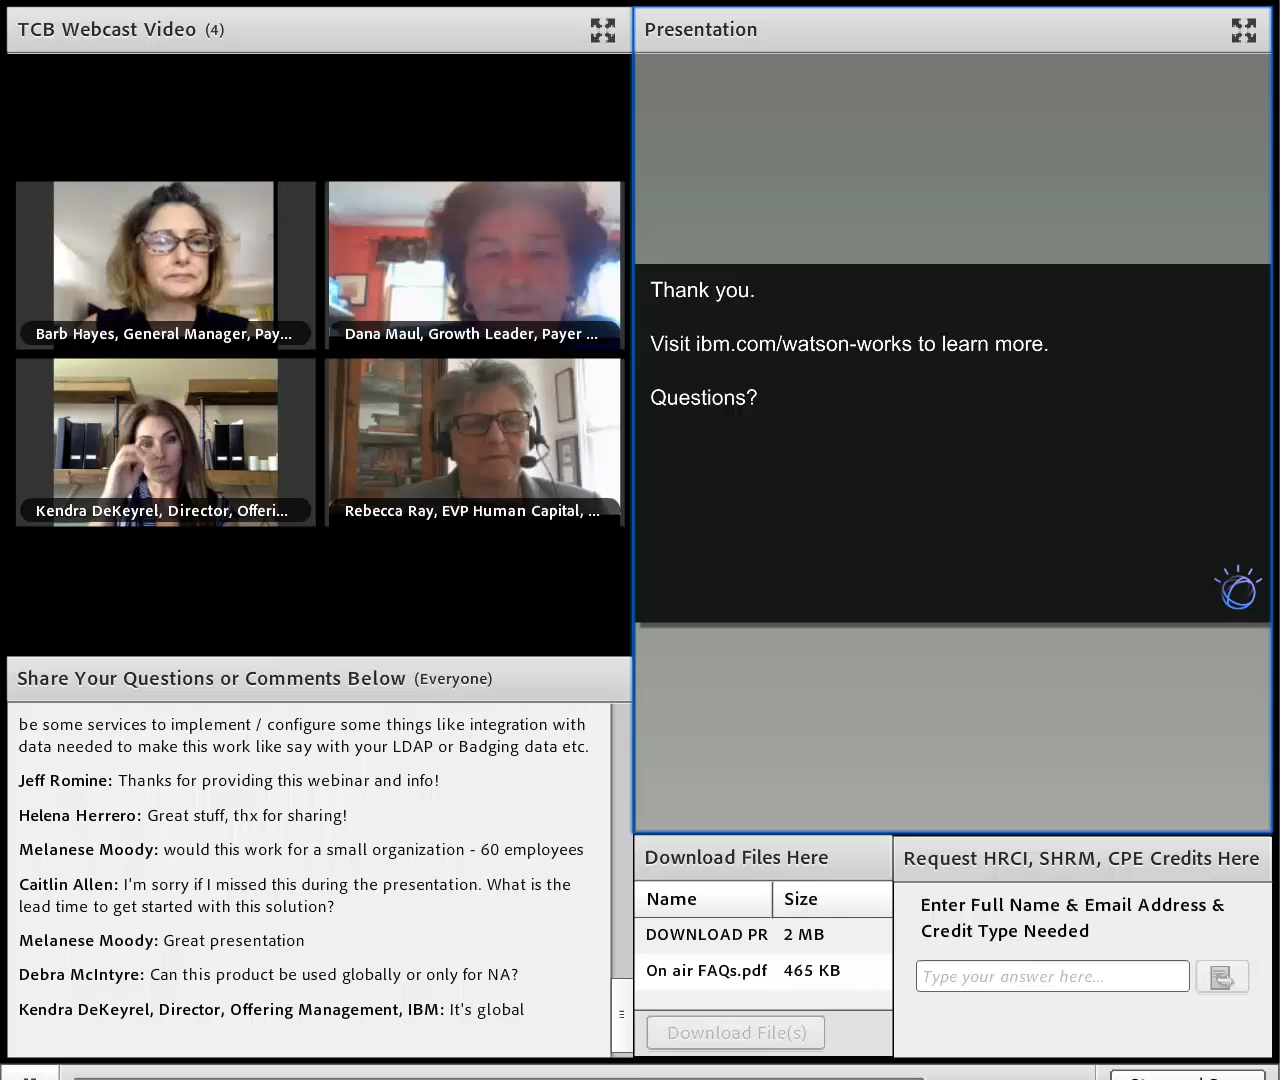 TCB Webcast Video (4)
Barb Hayes, General Manager, Pay...
Dana Maul, Growth Leader, Payer ...
Kendra DeKeyrel, Director, Offeri...
Rebecca Ray, EVP Human Capital, ...
Presentation
Thank you.
Visit ibm.com/watson-works to learn more.
Questions?
Share Your Questions or Comments Below (Everyone)
be some services to implement / configure some things like integration with
data needed to make this work like say with your LDAP or Badging data etc.
Jeff Romine: Thanks for providing this webinar and info!
Helena Herrero: Great stuff, thx for sharing!
Melanese Moody: would this work for a small organization - 60 employees
Caitlin Allen: I'm sorry if I missed this during the presentation. What is the
lead time to get started with this solution?
Melanese Moody: Great presentation
Debra McIntyre: Can this product be used globally or only for NA?
Kendra DeKeyrel, Director, Offering Management, IBM: It's global
Download Files Here
Name Size
DOWNLOAD PR 2 MB
On air FAQs.pdf 465 KB
Download File(s)
Request HRCI, SHRM, CPE Credits Here
Enter Full Name & Email Address &
Credit Type Needed
Type your answer here...